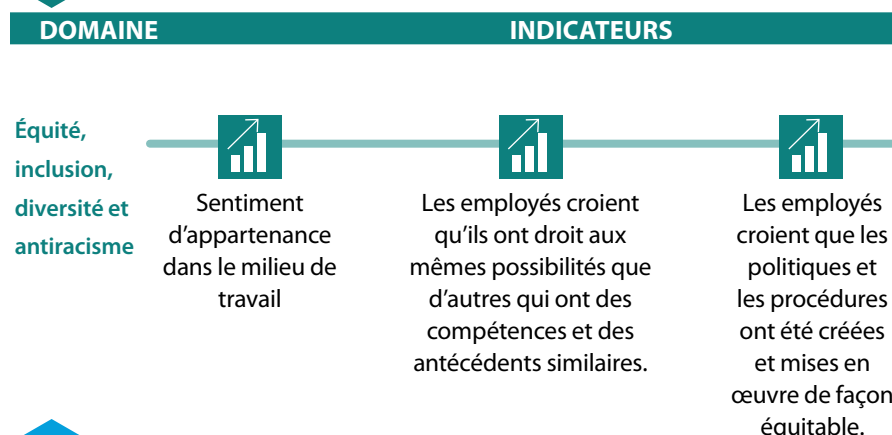 DOMAINE
INDICATEURS
Équité,
inclusion,
diversité et
antiracisme
Sentiment
d’appartenance
dans le milieu de
travail
Les employés croient
qu’ils ont droit aux
mêmes possibilités que
d’autres qui ont des
compétences et des
antécédents similaires.
Les employés
croient que les
politiques et
les procédures
ont été créées
et mises en
œuvre de façon
équitable.